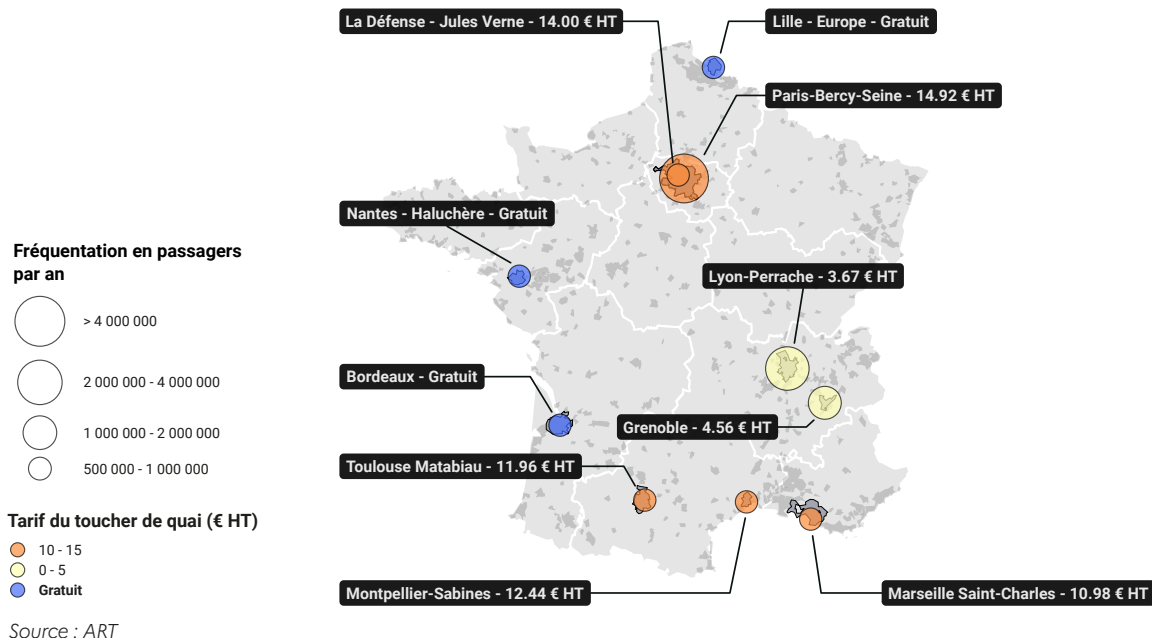 La Défense - Jules Verne - 14.00 € HT
Lille - Europe - Gratuit
Paris-Bercy-Seine - 14.92 € HT
Nantes - Haluchère - Gratuit
Lyon-Perrache - 3.67 € HT
Bordeaux - Gratuit
Grenoble - 4.56 € HT
Toulouse Matabiau - 11.96 € HT
Montpellier-Sabines - 12.44 € HT
Marseille Saint-Charles - 10.98 € HT
Fréquentation en passagers
par an
> 4 000 000
2 000 000 - 4 000 000
1 000 000 - 2 000 000
500 000 - 1 000 000
Tarif du toucher de quai (€ HT)
10 - 15
0 - 5
Gratuit
Source : ART